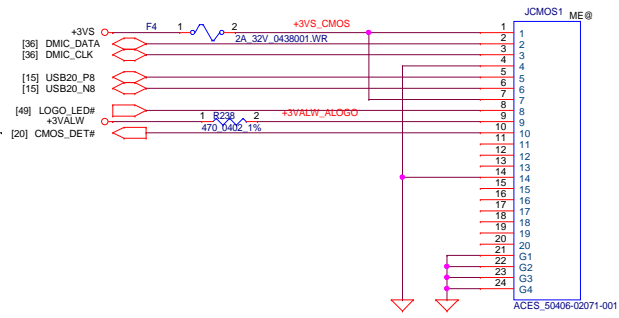 JCMOS1 ME@
+3VS F4 1 2 +3VS_CMOS 1 1
2A_32V_0438001.WR
[36] DMIC_DATA 2 2
[36] DMIC_CLK 3 3
4 4
[15] USB20_P8 5 5
[15] USB20_N8 6 6
7 7
[49] LOGO_LED# 8 8
+3VALW 1 R238 2 +3VALW_ALOGO 9 9
470_0402_1%
[20] CMOS_DET# 10 10
11 11
12 12
13 13
14 14
15 15
16 16
17 17
18 18
19 19
20 20
21 G1
22 G2
23 G3
24 G4
ACES_50406-02071-001